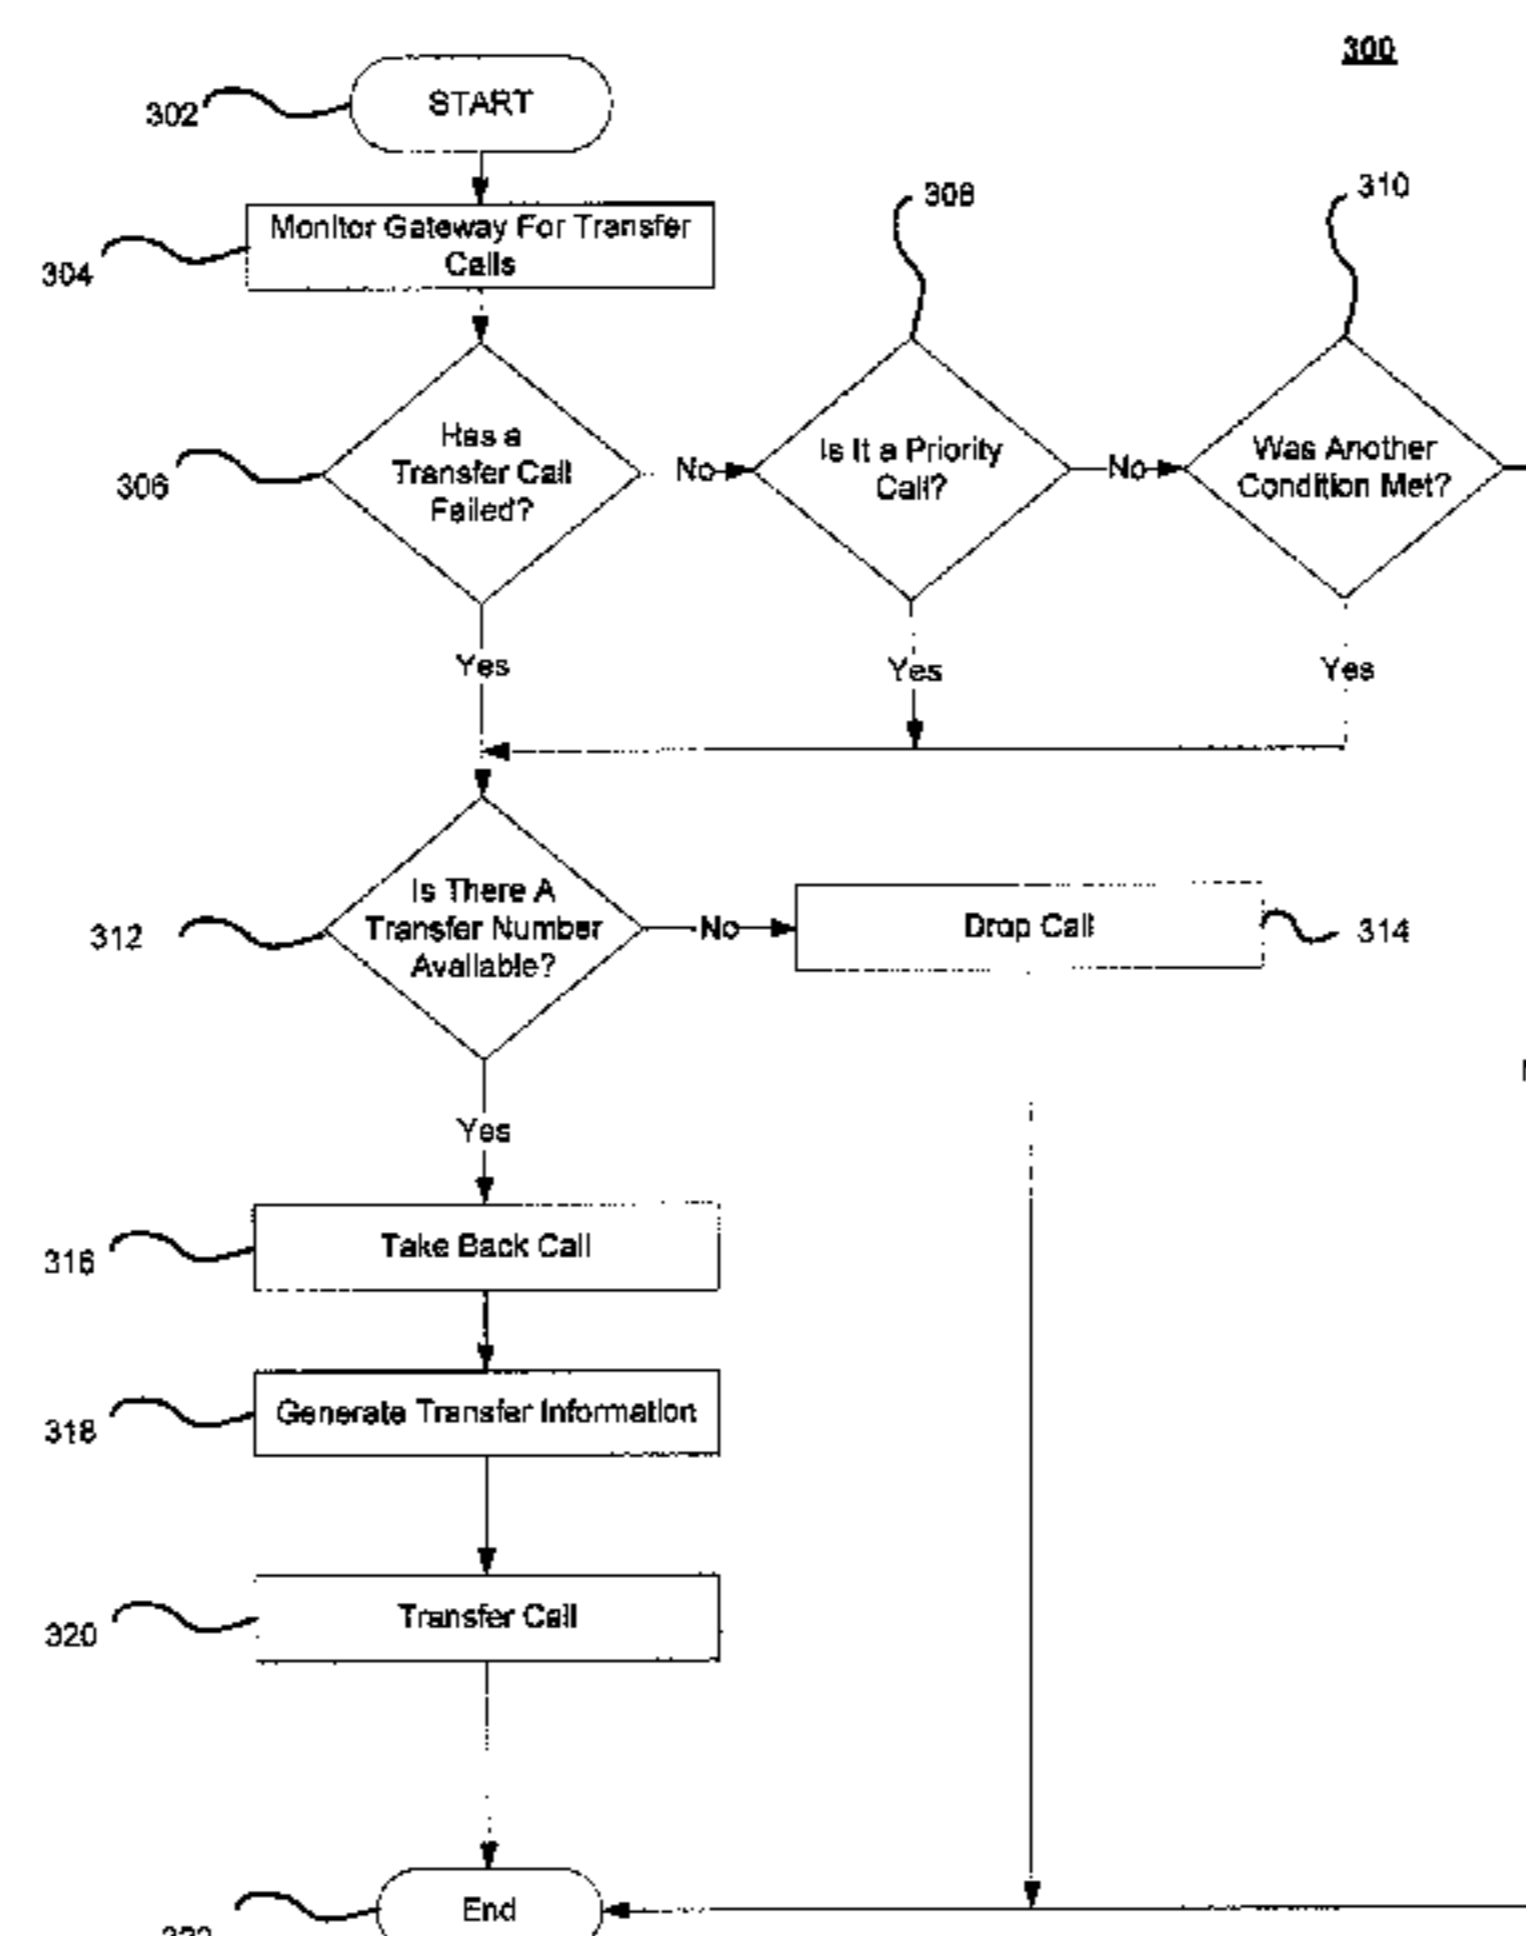 300
302
START
Monitor Gateway For Transfer
Calls
304
308
310
Has a
Transfer Call
Failed?
306
No
Is It a Priority
Call?
No
Was Another
Condition Met?
Yes
Yes
Yes
Is There A
Transfer Number
Available?
312
No
Drop Call
314
Yes
Take Back Call
316
Generate Transfer Information
318
Transfer Call
320
End